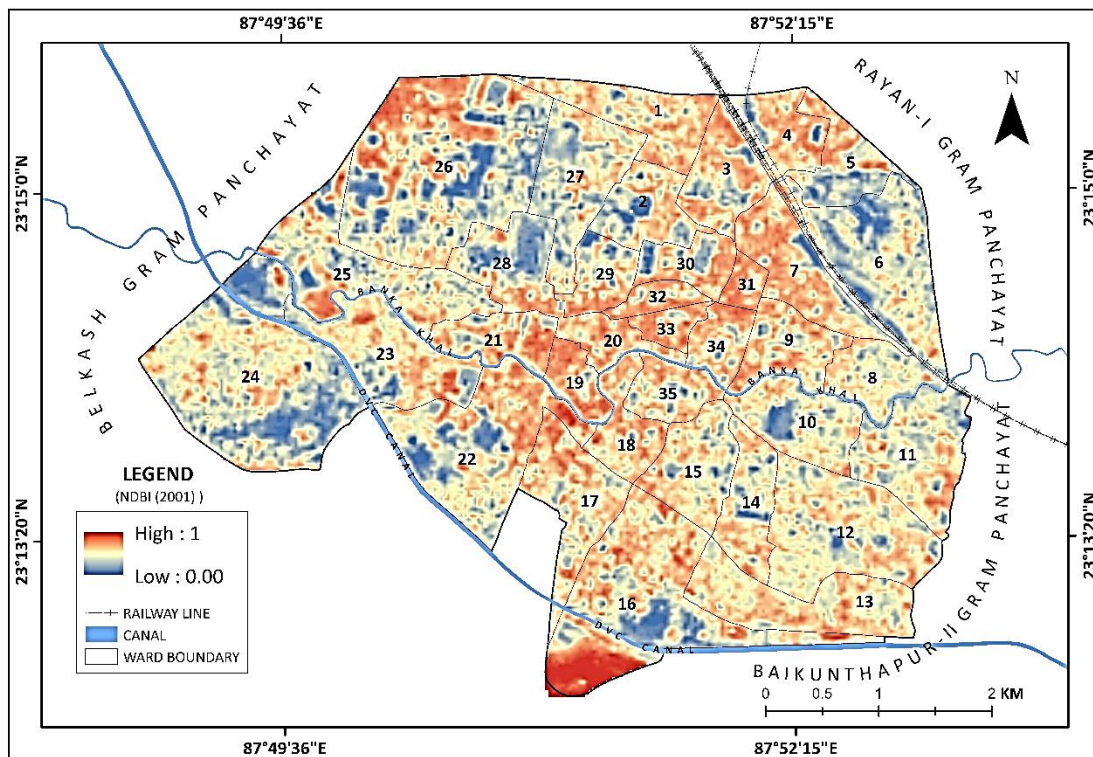 87°49'36"E
87°52'15"E
23°15'0"N
23°15'0"N
23°13'20"N
23°13'20"N
87°49'36"E
87°52'15"E
N
BELKASH GRAM PANCHAYAT
RAYAN-I GRAM PANCHAYAT
BAIKUNTHAPUR-II GRAM PANCHAYAT
1
2
3
4
5
6
7
8
9
10
11
12
13
14
15
16
17
18
19
20
21
22
23
24
25
26
27
28
29
30
31
32
33
34
35
BANKA KHAL
BANKA KHAL
DVC CANAL
DVC CANAL
LEGEND
(NDBI (2001) )
High : 1
Low : 0.00
RAILWAY LINE
CANAL
WARD BOUNDARY
0 0.5 1 2 KM